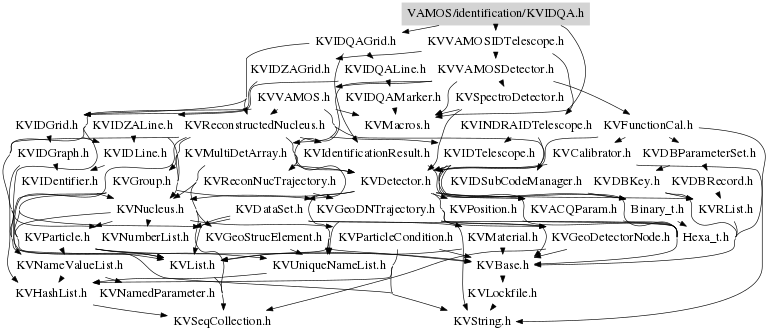 VAMOS/identification/KVIDQA.h
KVIDQAGrid.h KVVAMOSIDTelescope.h
KVIDZAGrid.h KVIDQALine.h KVVAMOSDetector.h
KVVAMOS.h KVIDQAMarker.h KVSpectroDetector.h
KVIDGrid.h KVIDZALine.h KVReconstructedNucleus.h KVMacros.h KVINDRAIDTelescope.h KVFunctionCal.h
KVIDGraph.h KVIDLine.h KVMultiDetArray.h KVIdentificationResult.h KVIDTelescope.h KVCalibrator.h KVDBParameterSet.h
KVIDentifier.h KVGroup.h KVReconNucTrajectory.h KVDetector.h KVIDSubCodeManager.h KVDBKey.h KVDBRecord.h
KVNucleus.h KVDataSet.h KVGeoDNTrajectory.h KVPosition.h KVACQParam.h Binary_t.h KVRList.h
KVParticle.h KVNumberList.h KVGeoStrucElement.h KVParticleCondition.h KVMaterial.h KVGeoDetectorNode.h Hexa_t.h
KVNameValueList.h KVList.h KVUniqueNameList.h KVBase.h
KVHashList.h KVNamedParameter.h KVLockfile.h
KVSeqCollection.h KVString.h